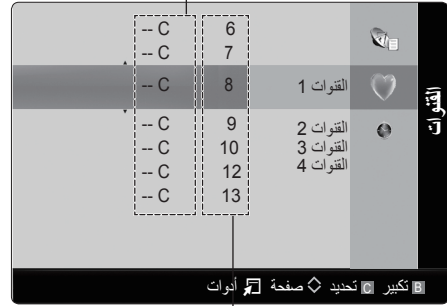 القنوات
6 C --
7 C --
القنوات 1 8 C --
القنوات 2 9 C --
القنوات 3 10 C --
القنوات 4 12 C --
13 C --
B تكبير C تحديد صفحة أدوات